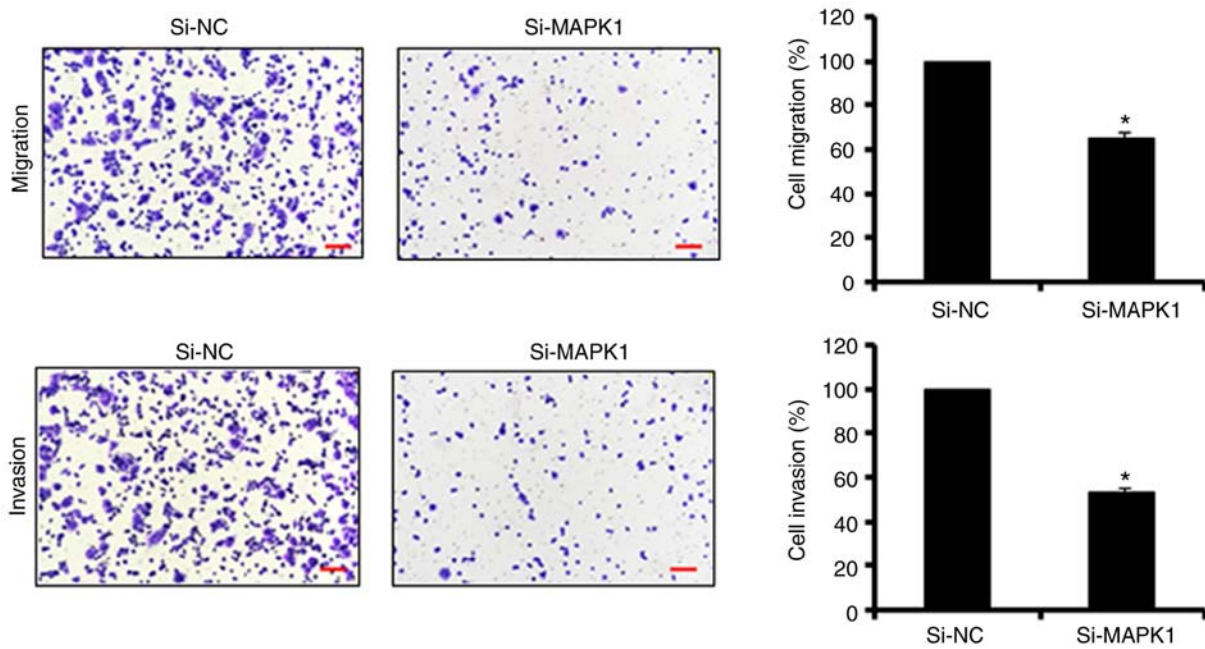 Si-NC
Si-MAPK1
Migration
Cell migration (%)
120
100
80
60
40
20
0
*
Si-NC
Si-MAPK1
Si-NC
Si-MAPK1
Invasion
Cell invasion (%)
120
100
80
60
40
20
0
*
Si-NC
Si-MAPK1